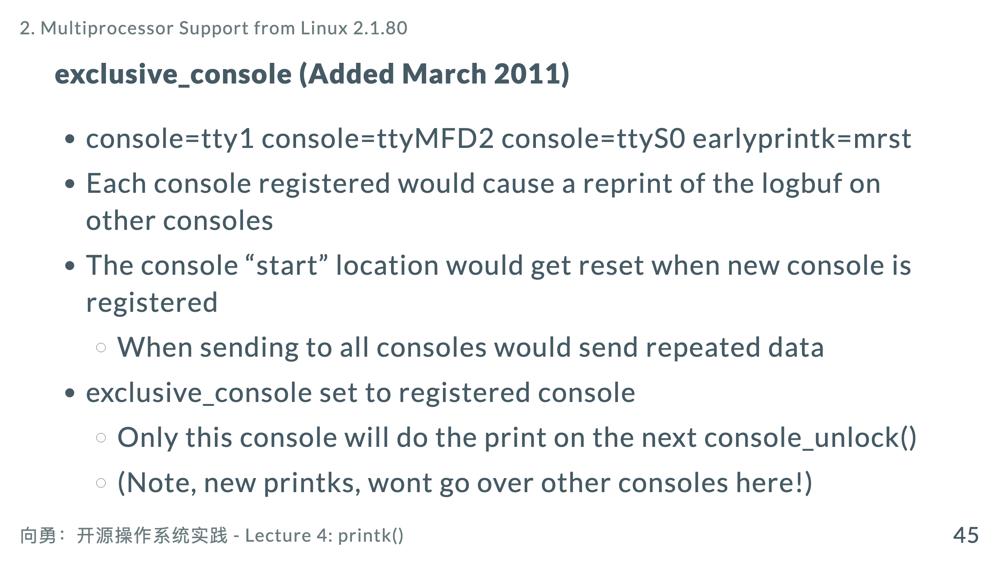 2. Multiprocessor Support from Linux 2.1.80
exclusive_console (Added March 2011)
• console=tty1 console=ttyMFD2 console=ttyS0 earlyprintk=mrst
• Each console registered would cause a reprint of the logbuf on
other consoles
• The console “start” location would get reset when new console is
registered
○ When sending to all consoles would send repeated data
• exclusive_console set to registered console
○ Only this console will do the print on the next console_unlock()
○ (Note, new printks, wont go over other consoles here!)
向勇：开源操作系统实践 - Lecture 4: printk()
45